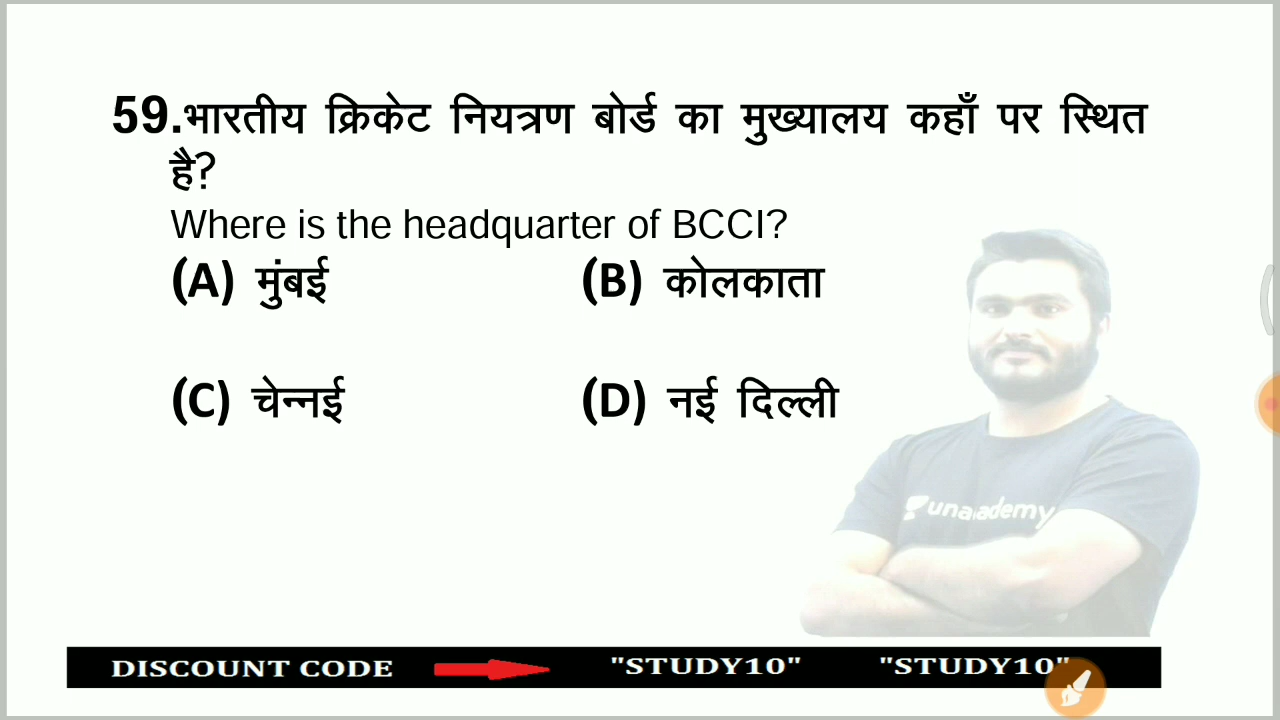 59.भारतीय क्रिकेट नियत्रण बोर्ड का मुख्यालय कहाँ पर स्थित
है?
Where is the headquarter of BCCI?
(A) मुंबई (B) कोलकाता
(C) चेन्नई (D) नई दिल्ली
unacademy
DISCOUNT CODE "STUDY10" "STUDY10"